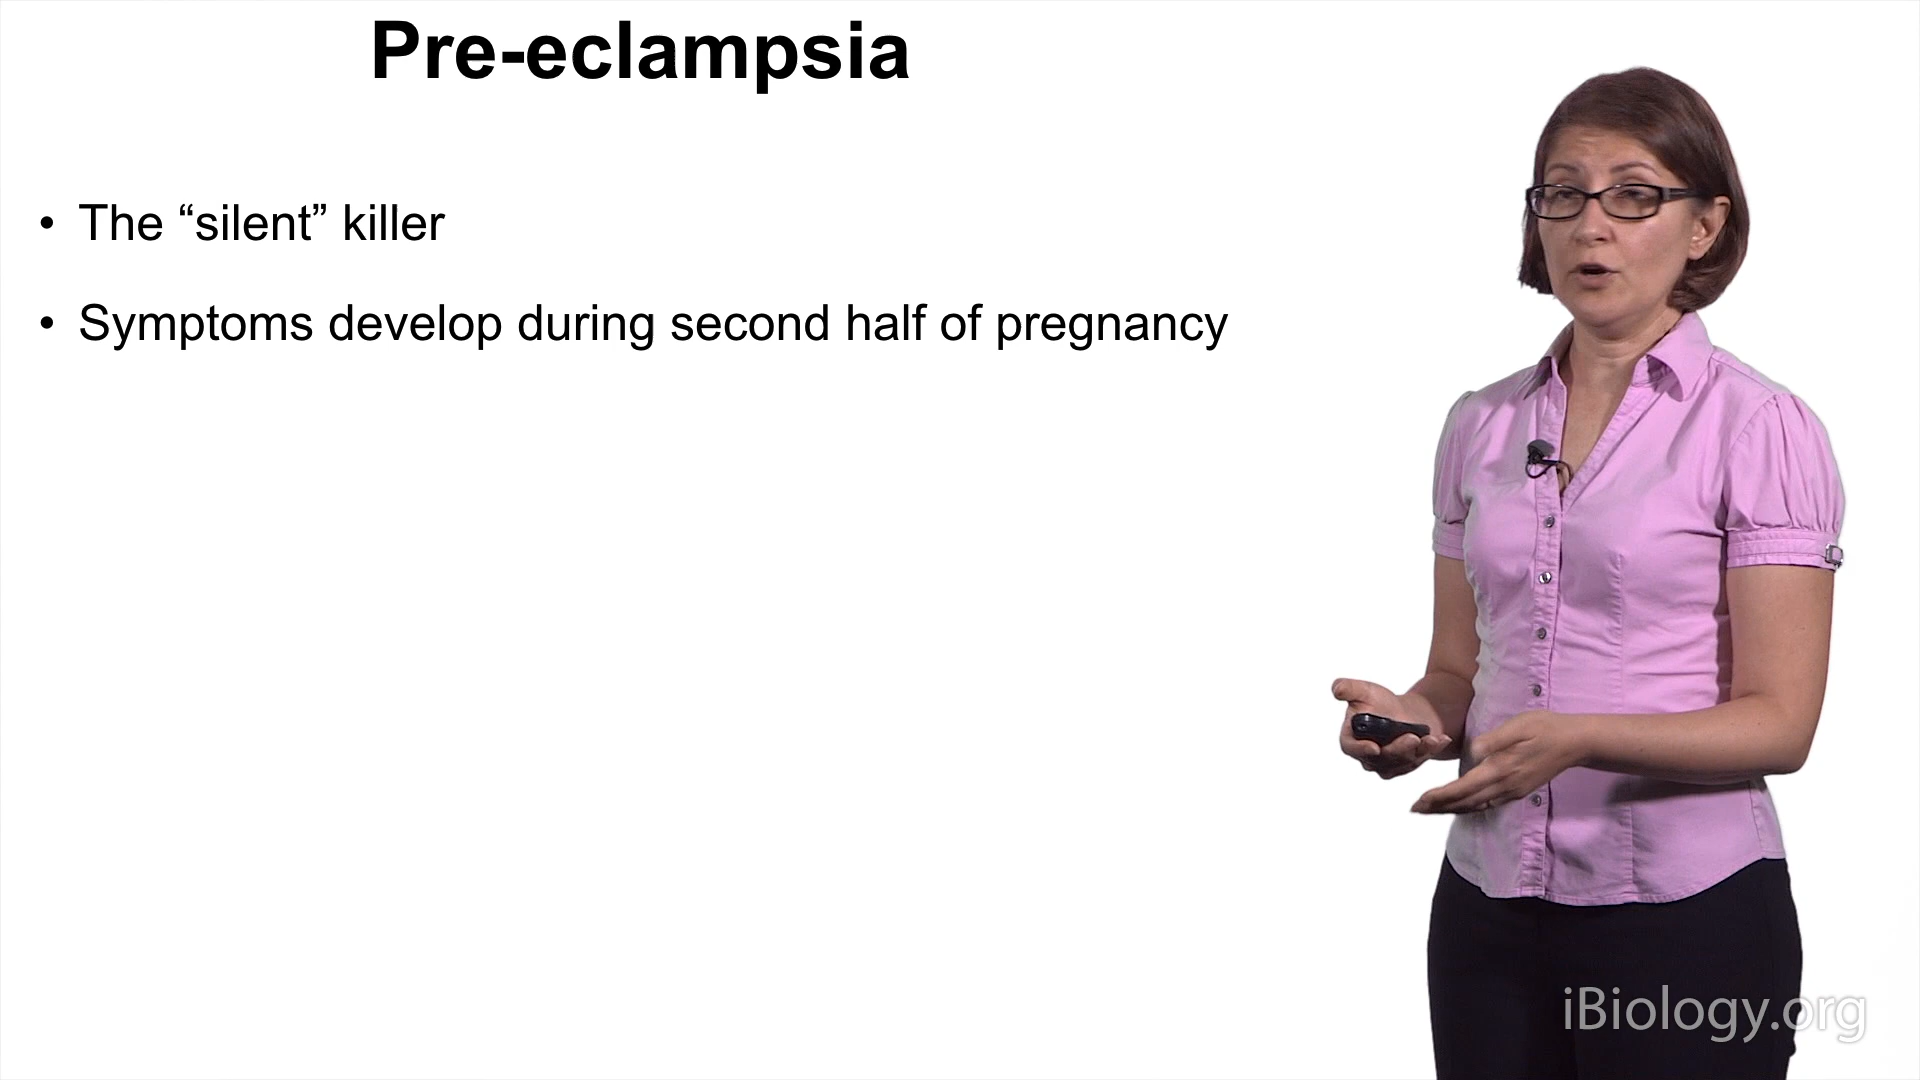 Pre-eclampsia
• The “silent” killer
• Symptoms develop during second half of pregnancy
iBiology.org